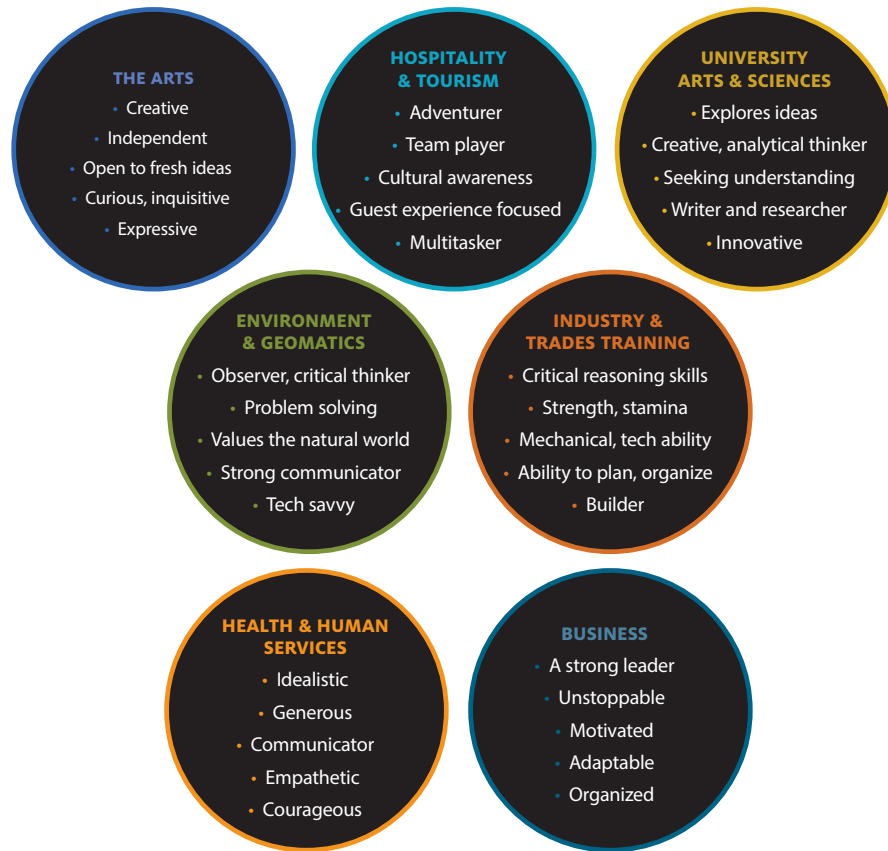 THE ARTS
• Creative
• Independent
• Open to fresh ideas
• Curious, inquisitive
• Expressive
HOSPITALITY
& TOURISM
• Adventurer
• Team player
• Cultural awareness
• Guest experience focused
• Multitasker
UNIVERSITY
ARTS & SCIENCES
• Explores ideas
• Creative, analytical thinker
• Seeking understanding
• Writer and researcher
• Innovative
ENVIRONMENT
& GEOMATICS
• Observer, critical thinker
• Problem solving
• Values the natural world
• Strong communicator
• Tech savvy
INDUSTRY &
TRADES TRAINING
• Critical reasoning skills
• Strength, stamina
• Mechanical, tech ability
• Ability to plan, organize
• Builder
HEALTH & HUMAN
SERVICES
• Idealistic
• Generous
• Communicator
• Empathetic
• Courageous
BUSINESS
• A strong leader
• Unstoppable
• Motivated
• Adaptable
• Organized